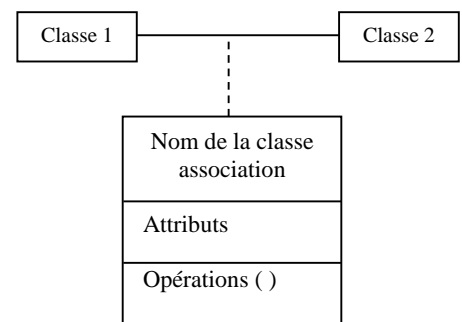 Classe 1
Classe 2
Nom de la classe
association
Attributs
Opérations ( )